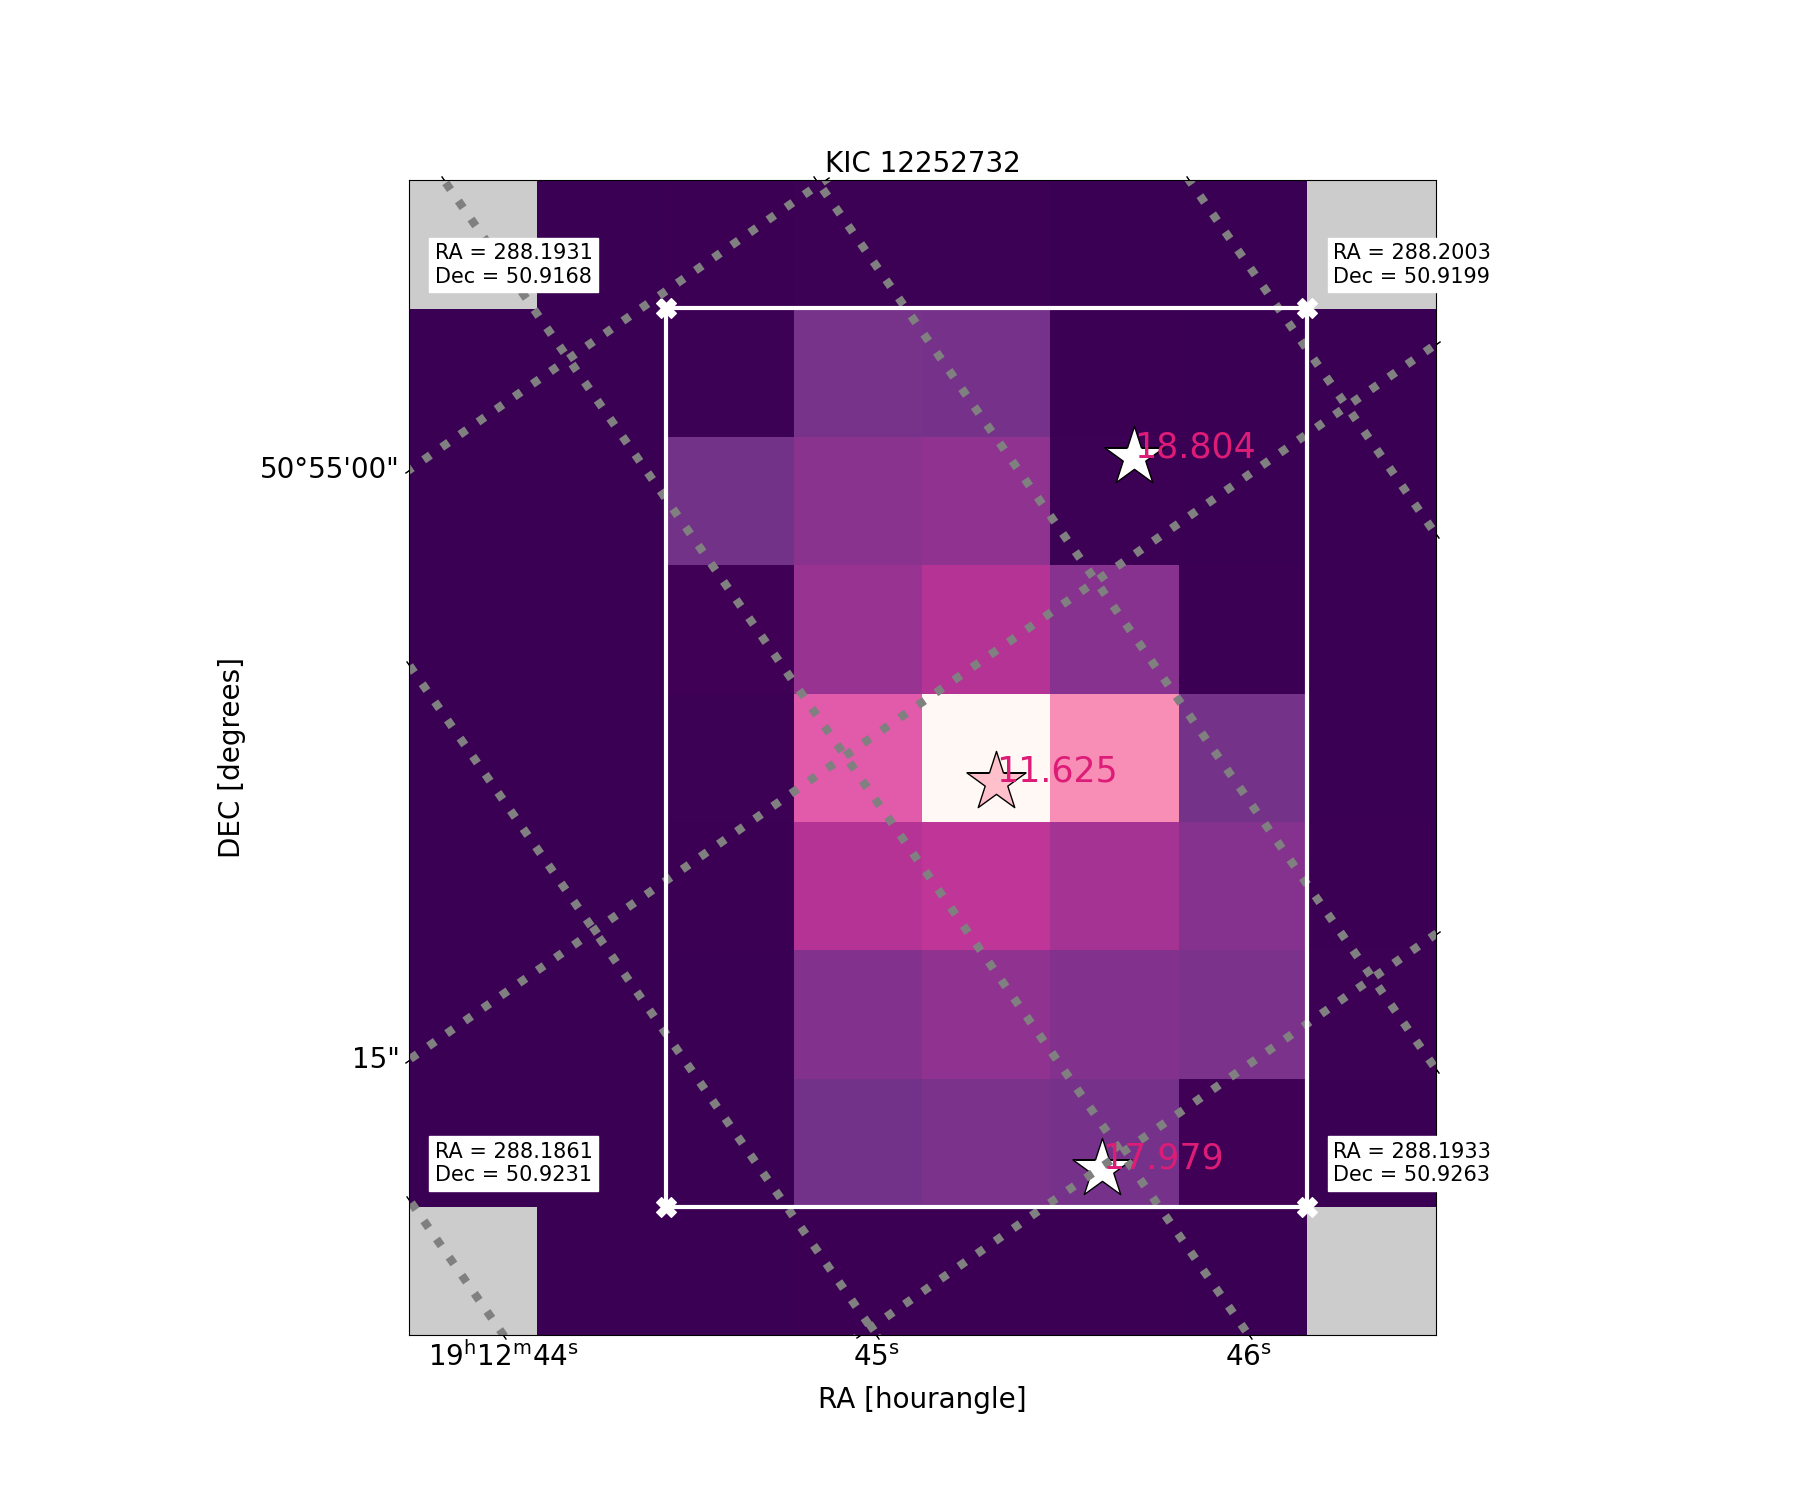 KIC 12252732
RA = 288.1931
Dec = 50.9168
RA = 288.2003
Dec = 50.9199
18.804
50°55'00"
11.625
DEC [degrees]
15"
RA = 288.1861
Dec = 50.9231
17.979
RA = 288.1933
Dec = 50.9263
19h12m44s
45s
46s
RA [hourangle]